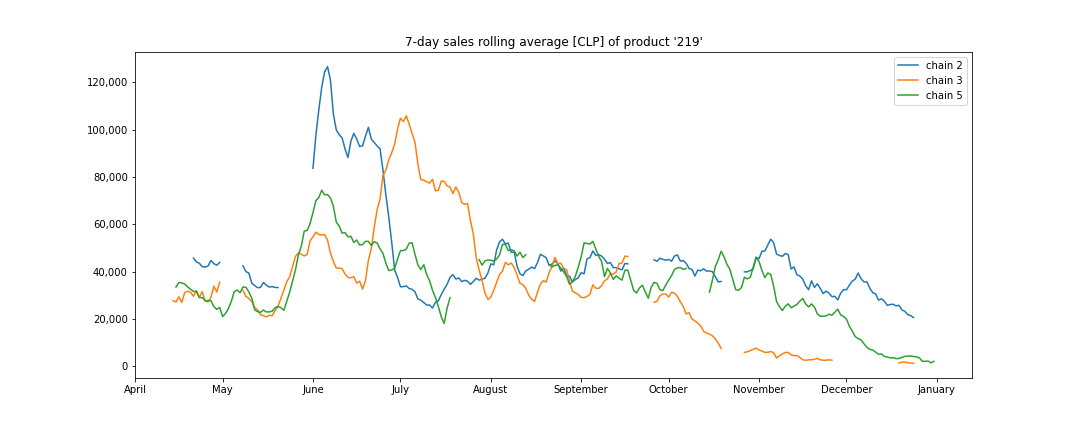 7-day sales rolling average [CLP] of product '219'
chain 2
chain 3
chain 5
120,000
100,000
80,000
60,000
40,000
20,000
0
April May June July August September October November December January